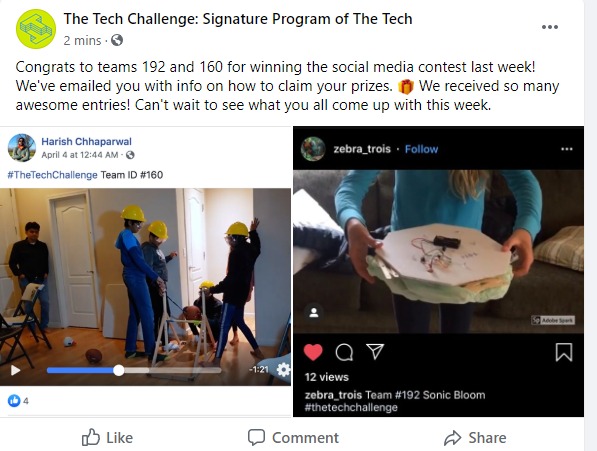 The Tech Challenge: Signature Program of The Tech
2 mins ·
Congrats to teams 192 and 160 for winning the social media contest last week!
We've emailed you with info on how to claim your prizes. 🎁 We received so many
awesome entries! Can't wait to see what you all come up with this week.
Harish Chhaparwal
April 4 at 12:44 AM ·
#TheTechChallenge Team ID #160
-1:21
4
zebra_trois · Follow
Adobe Spark
12 views
zebra_trois Team #192 Sonic Bloom
#thetechchallenge
Like Comment Share